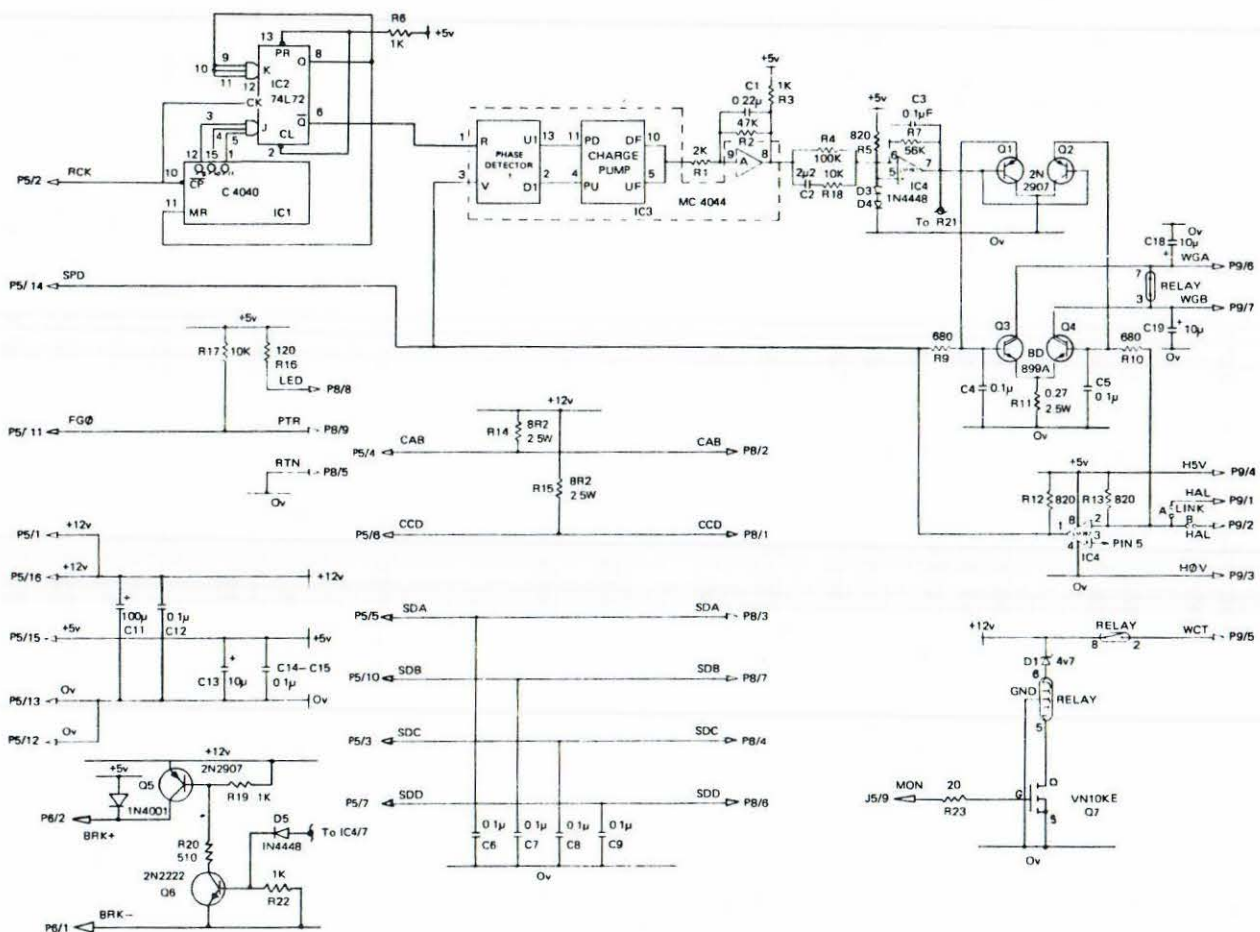 R6
1K
+5v
13
PR
8
Q
9
10
11
12
K
IC2
74L72
CK
3
4
5
J
6
Q
CL
2
12 15 1
P5/2
RCK
10
CP
C 4040
11
MR
IC1
1
R
U1
13
11
PD
DF
10
PHASE
DETECTOR
1
CHARGE
PUMP
3
V
D1
2
4
PU
UF
5
IC3
MC 4044
2K
R1
+5v
C1
0 22µ
1K
R3
47K
R2
9
A
8
R4
100K
2µ2
10K
C2
R18
+5v
820
R5
C3
0 1µF
R7
56K
6
5
7
IC4
D3
D4
1N4448
To R21
Ov
Q1
Q2
2N
2907
Ov
C18
10µ
+
WGA
P9/6
7
RELAY
3
WGB
P9/7
C19
+
10µ
Ov
P5/14
SPD
680
R9
Q3
Q4
BD
899A
680
R10
C4
0.1µ
R11
0.27
2.5W
C5
0 1µ
Ov
+5v
R17
10K
120
R16
LED
P8/8
P5/11
FGØ
PTR
P8/9
RTN
P8/5
Ov
+12v
R14
8R2
2 5W
P5/4
CAB
CAB
P8/2
R15
8R2
2 5W
P5/6
CCD
CCD
P8/1
+5v
H5V
P9/4
R12
820
R13
820
HAL
P9/1
A
LINK
B
P9/2
HAL
1
8
2
3
4
PIN 5
IC4
Ov
HØV
P9/3
P5/1
+12v
P5/16
+12v
+12v
+
100µ
C11
0 1µ
C12
P5/15
+5v
+5v
C13
+
10µ
C14–C15
0 1µ
P5/13
Ov
Ov
P5/12
Ov
P5/5
SDA
SDA
P8/3
P5/10
SDB
SDB
P8/7
P5/3
SDC
SDC
P8/4
P5/7
SDD
SDD
P8/6
0 1µ
C6
0 1µ
C7
0 1µ
C8
0 1µ
C9
Ov
+12v
RELAY
8
2
WCT
P9/5
D1
4v7
6
GND
RELAY
5
J5/9
MON
20
R23
G
D
S
VN10KE
Q7
Ov
+12v
2N2907
+5v
Q5
1N4001
R19
1K
P6/2
BRK+
D5
1N4448
To IC4/7
R20
510
2N2222
Q6
1K
R22
P6/1
BRK–